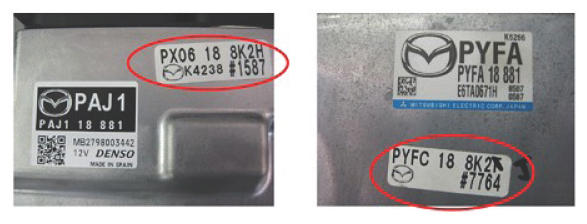 PX06 18 8K2H
K4238 #1587
PAJ1
PAJ1 18 881
MB2798003442
12V DENSO
MADE IN SPAIN
K5266
PYFA
PYFA 18 881
E6TA0671H
MITSUBISHI ELECTRIC CORP. JAPAN
PYFC 18 8K2
#7764